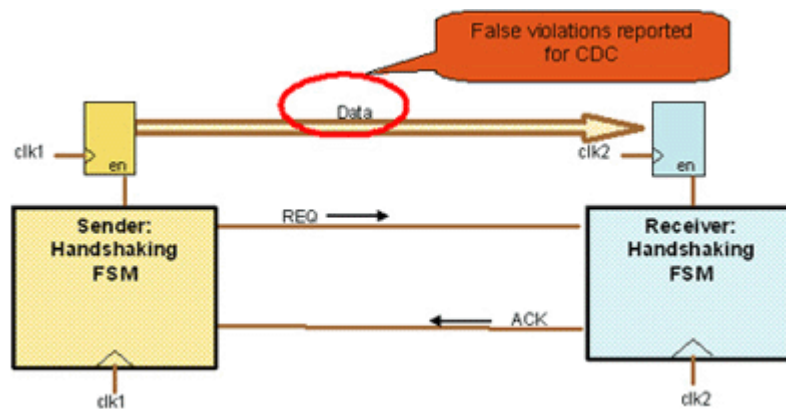 False violations reported
for CDC
Data
clk1
en
clk2
en
Sender:
Handshaking
FSM
REQ
Receiver:
Handshaking
FSM
ACK
clk1
clk2